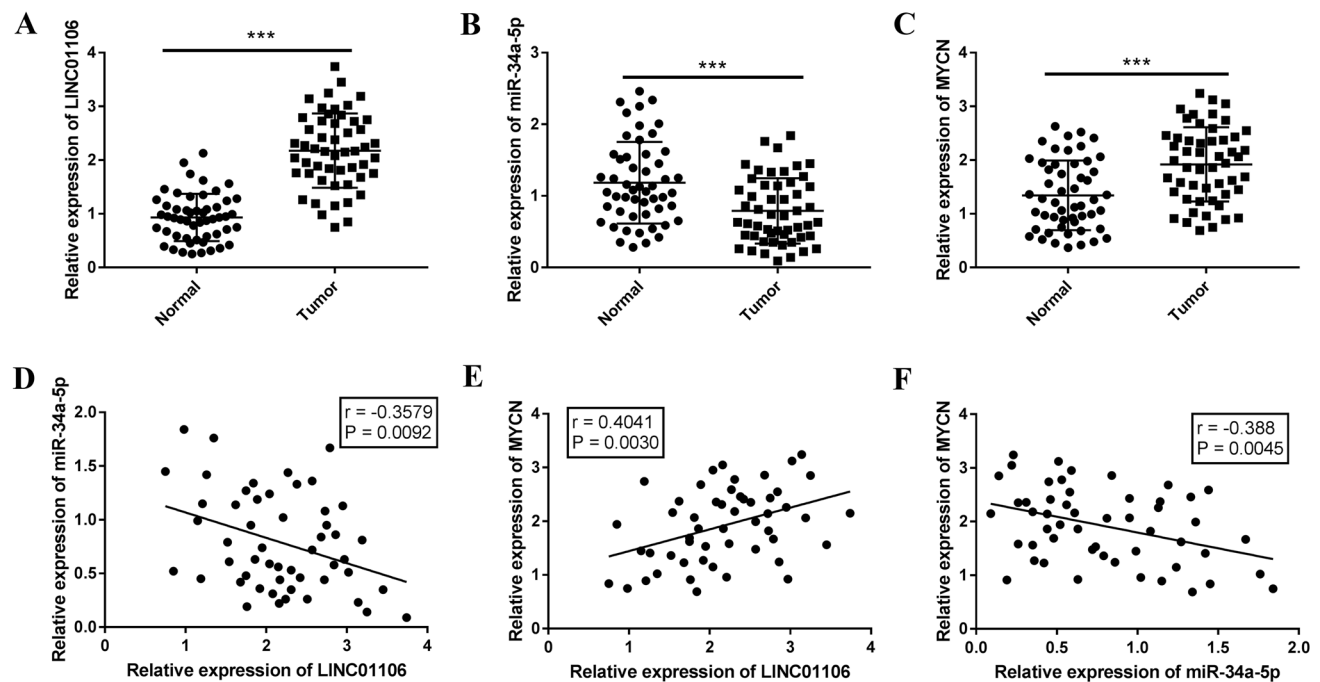 A
Relative expression of LINC01106
4
3
2
1
0
***
Normal
Tumor
B
Relative expression of miR-34a-5p
3
2
1
0
***
Normal
Tumor
C
Relative expression of MYCN
4
3
2
1
0
***
Normal
Tumor
D
Relative expression of miR-34a-5p
2.0
1.5
1.0
0.5
0.0
r = -0.3579
P = 0.0092
0 1 2 3 4
Relative expression of LINC01106
E
Relative expression of MYCN
4
3
2
1
0
r = 0.4041
P = 0.0030
0 1 2 3 4
Relative expression of LINC01106
F
Relative expression of MYCN
4
3
2
1
0
r = -0.388
P = 0.0045
0.0 0.5 1.0 1.5 2.0
Relative expression of miR-34a-5p